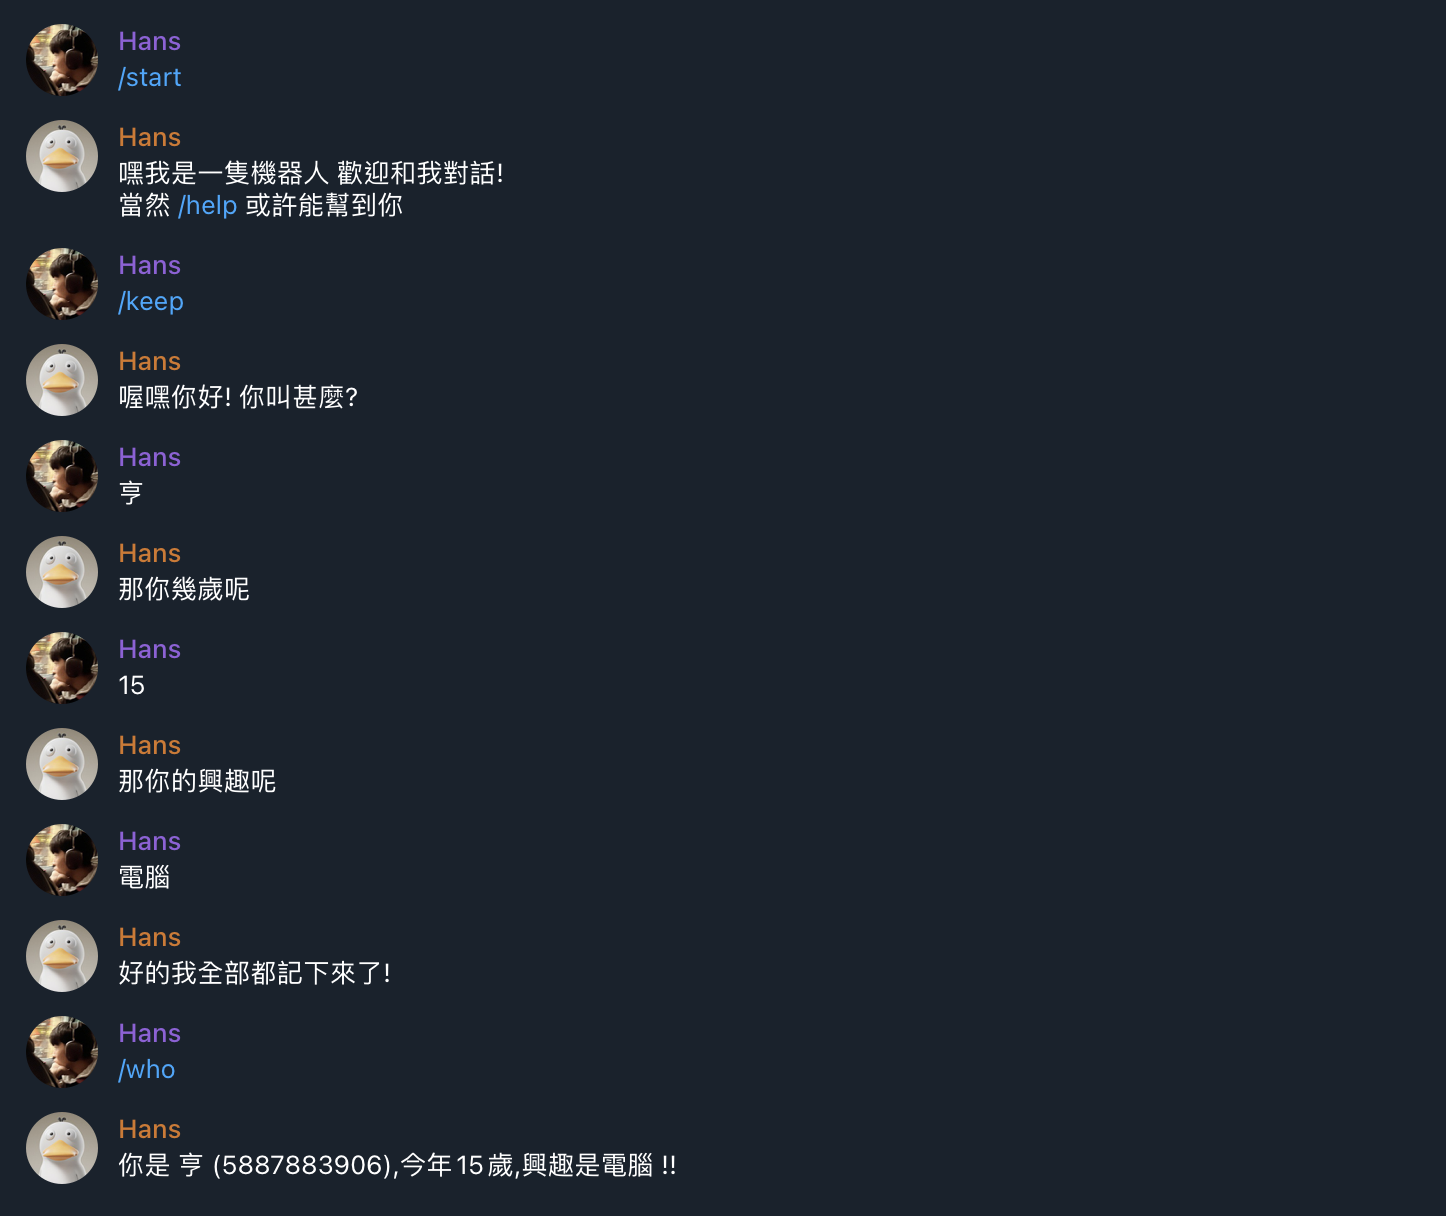 Hans
/start
Hans
嘿我是一隻機器人 歡迎和我對話!
當然 /help 或許能幫到你
Hans
/keep
Hans
喔嘿你好! 你叫甚麼?
Hans
亨
Hans
那你幾歲呢
Hans
15
Hans
那你的興趣呢
Hans
電腦
Hans
好的我全部都記下來了!
Hans
/who
Hans
你是 亨 (5887883906),今年15歲,興趣是電腦 !!